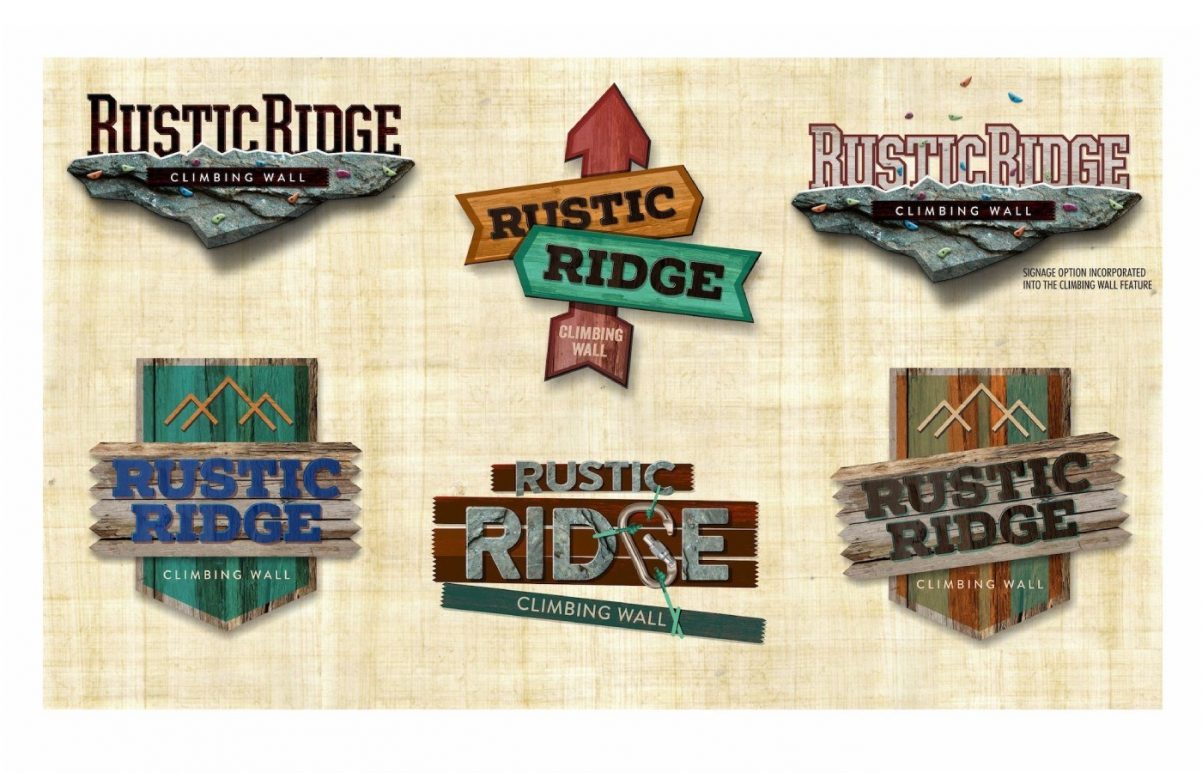 RUSTIC RIDGE
CLIMBING WALL
RUSTIC
RIDGE
CLIMBING
WALL
RUSTIC RIDGE
CLIMBING WALL
SIGNAGE OPTION INCORPORATED
INTO THE CLIMBING WALL FEATURE
RUSTIC
RIDGE
CLIMBING WALL
RUSTIC
RIDGE
CLIMBING WALL
RUSTIC
RIDGE
CLIMBING WALL